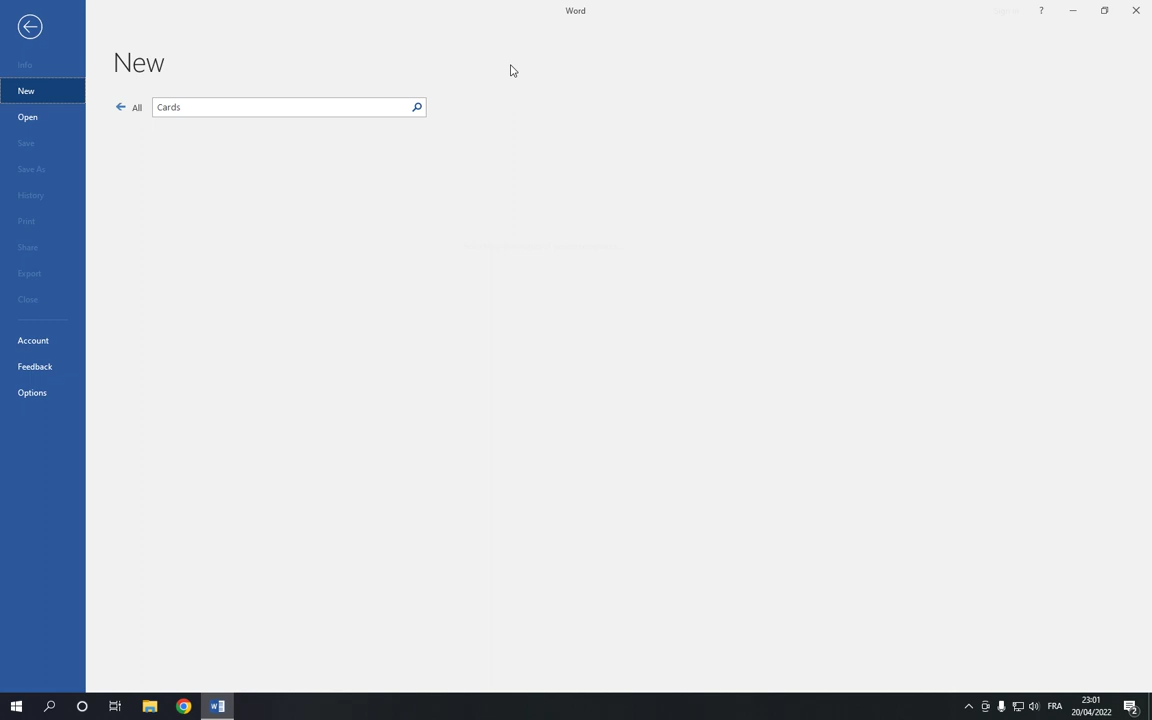 Word
?
New
Info
New
All
Cards
Open
Save
Save As
History
Print
Share
Export
Close
Account
Feedback
Options
W
FRA
23:01
20/04/2022
2